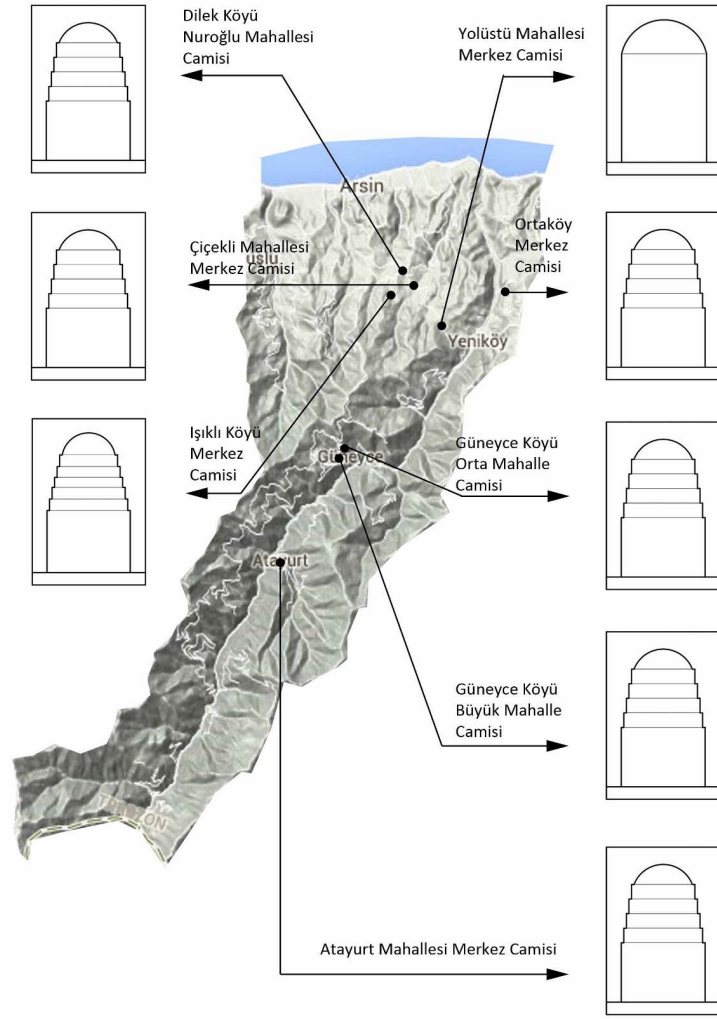 Dilek Köyü
Nuroğlu Mahallesi
Camisi
Yolüstü Mahallesi
Merkez Camisi
Arsin
Ortaköy
Merkez
Camisi
Çiçekli Mahallesi
Merkez Camisi
uslu
Yeniköy
Işıklı Köyü
Merkez
Camisi
Güneyce Köyü
Orta Mahalle
Camisi
Güneyce
Atayurt
Güneyce Köyü
Büyük Mahalle
Camisi
TRABZON
Atayurt Mahallesi Merkez Camisi